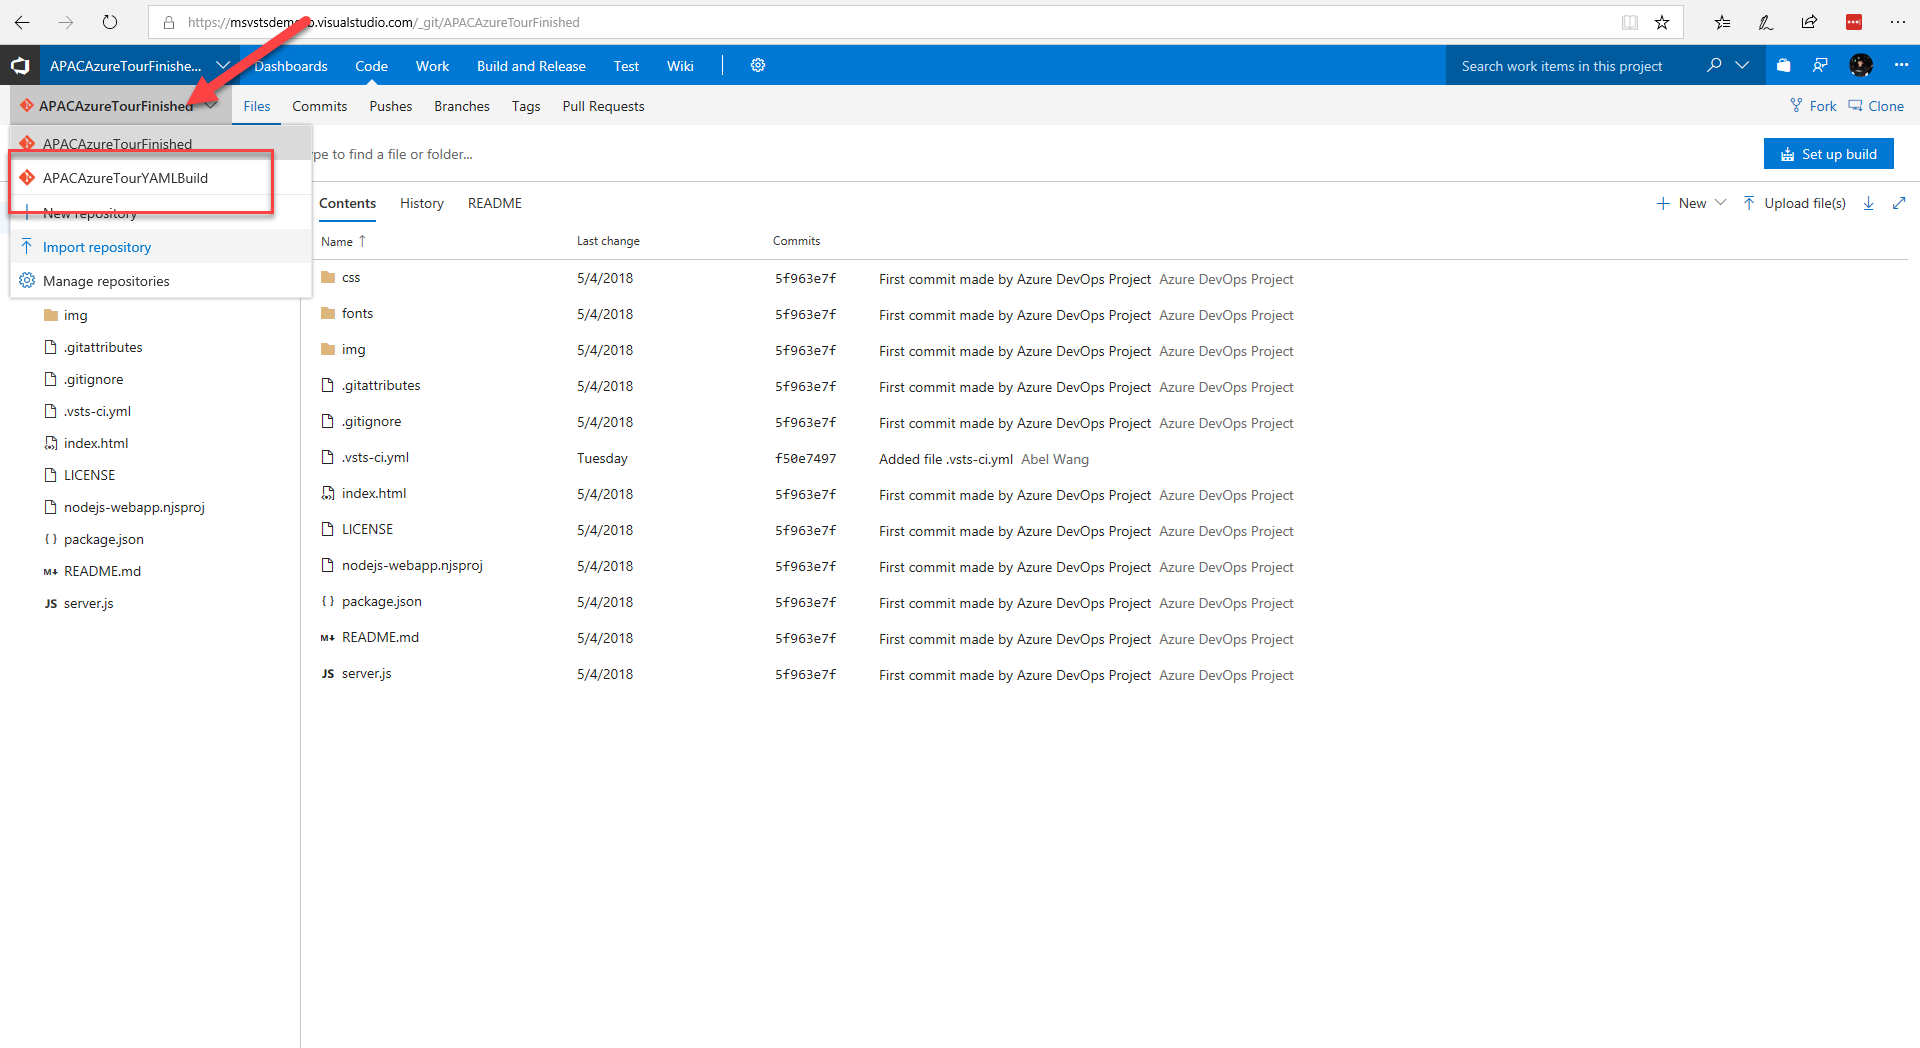 https://msvstsdem p.visualstudio.com/_git/APACAzureTourFinished
APACAzureTourFinishe... Dashboards Code Work Build and Release Test Wiki Search work items in this project
APACAzureTourFinished Files Commits Pushes Branches Tags Pull Requests Fork Clone
APACAzureTourFinished
ype to find a file or folder... Set up build
APACAzureTourYAMLBuild
Contents History README New Upload file(s)
New repository
Name ↑ Last change Commits
Import repository
Manage repositories
css 5/4/2018 5f963e7f First commit made by Azure DevOps Project Azure DevOps Project
fonts 5/4/2018 5f963e7f First commit made by Azure DevOps Project Azure DevOps Project
img 5/4/2018 5f963e7f First commit made by Azure DevOps Project Azure DevOps Project
.gitattributes 5/4/2018 5f963e7f First commit made by Azure DevOps Project Azure DevOps Project
.gitignore 5/4/2018 5f963e7f First commit made by Azure DevOps Project Azure DevOps Project
.vsts-ci.yml Tuesday f50e7497 Added file .vsts-ci.yml Abel Wang
index.html 5/4/2018 5f963e7f First commit made by Azure DevOps Project Azure DevOps Project
LICENSE 5/4/2018 5f963e7f First commit made by Azure DevOps Project Azure DevOps Project
nodejs-webapp.njsproj 5/4/2018 5f963e7f First commit made by Azure DevOps Project Azure DevOps Project
{ } package.json 5/4/2018 5f963e7f First commit made by Azure DevOps Project Azure DevOps Project
M↓ README.md 5/4/2018 5f963e7f First commit made by Azure DevOps Project Azure DevOps Project
JS server.js 5/4/2018 5f963e7f First commit made by Azure DevOps Project Azure DevOps Project
img
.gitattributes
.gitignore
.vsts-ci.yml
index.html
LICENSE
nodejs-webapp.njsproj
{ } package.json
M↓ README.md
JS server.js